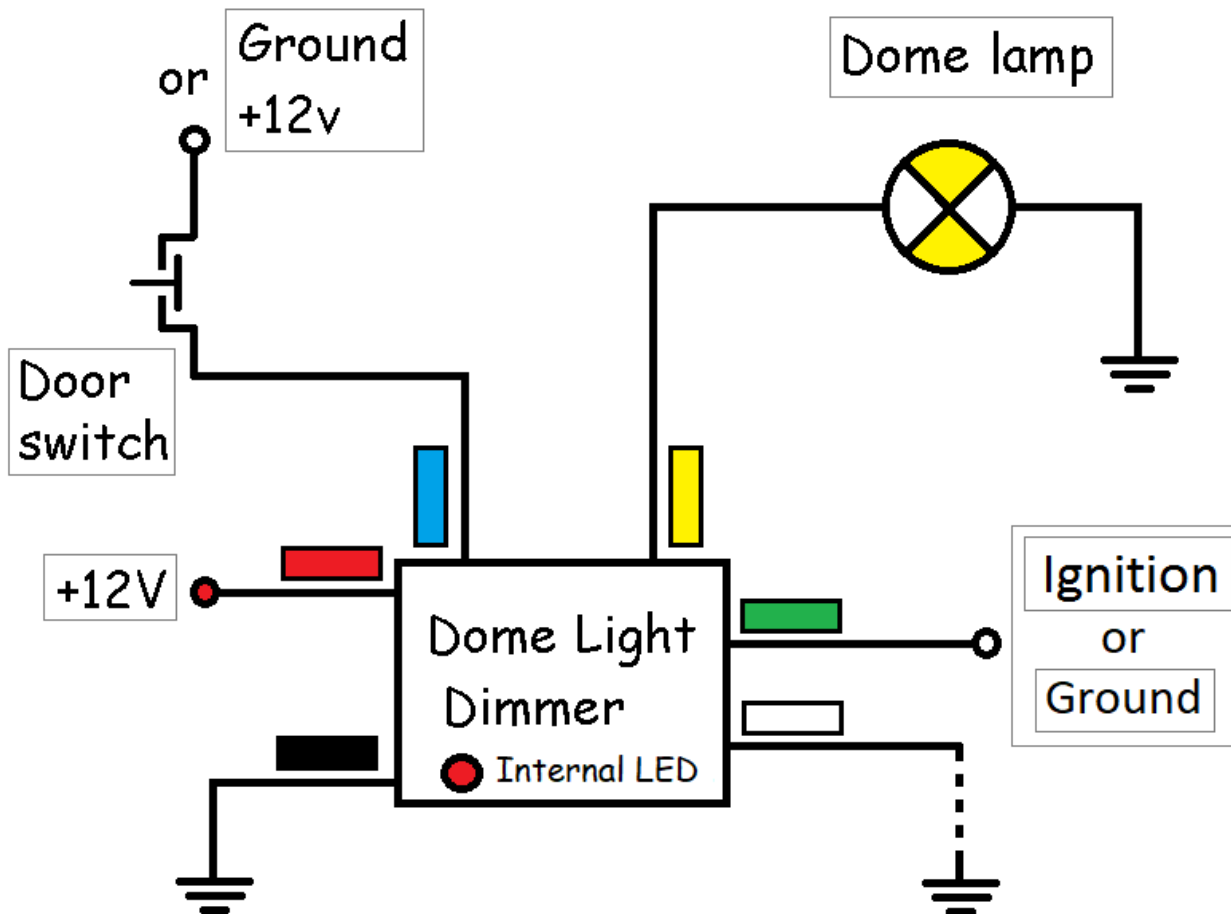 Ground
or
+12v
Dome lamp
Door
switch
+12V
Dome Light
Dimmer
Internal LED
Ignition
or
Ground